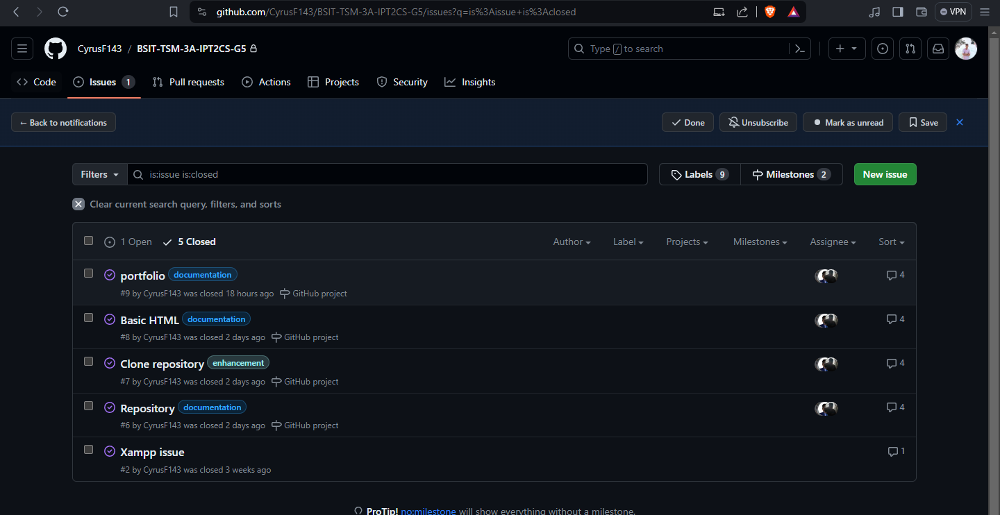 github.com/CyrusF143/BSIT-TSM-3A-IPT2CS-G5/issues?q=is%3Aissue+is%3Aclosed
VPN
CyrusF143 / BSIT-TSM-3A-IPT2CS-G5
Type / to search
Code
Issues 1
Pull requests
Actions
Projects
Security
Insights
← Back to notifications
Done
Unsubscribe
Mark as unread
Save
Filters
is:issue is:closed
Labels 9
Milestones 2
New issue
Clear current search query, filters, and sorts
1 Open
5 Closed
Author
Label
Projects
Milestones
Assignee
Sort
portfolio documentation
4
#9 by CyrusF143 was closed 18 hours ago GitHub project
Basic HTML documentation
4
#8 by CyrusF143 was closed 2 days ago GitHub project
Clone repository enhancement
4
#7 by CyrusF143 was closed 2 days ago GitHub project
Repository documentation
4
#6 by CyrusF143 was closed 2 days ago GitHub project
Xampp issue
1
#2 by CyrusF143 was closed 3 weeks ago
ProTip! no:milestone will show everything without a milestone.